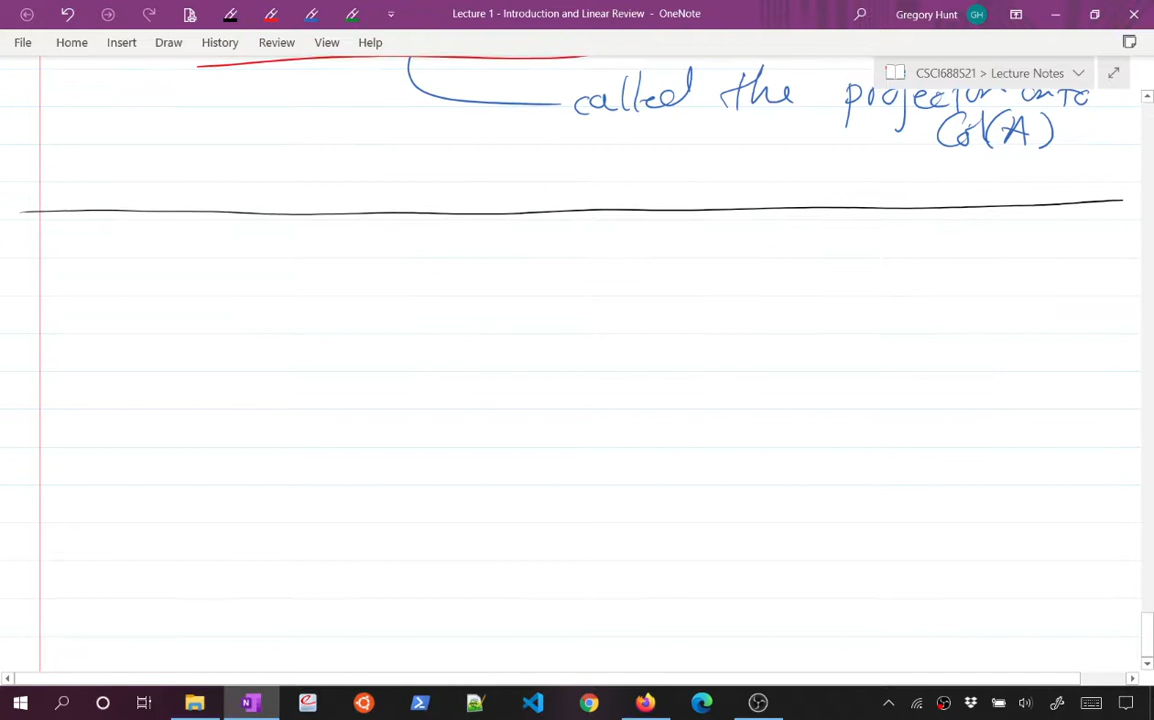 Lecture 1 - Introduction and Linear Review - OneNote
Gregory Hunt
GH
File Home Insert Draw History Review View Help
CSCI688S21 > Lecture Notes
called the projection onto
Col(A)